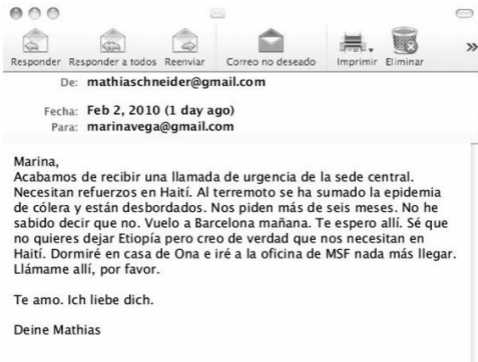 Responder Responder a todos Reenviar Correo no deseado Imprimir Eliminar »
De: mathiaschneider@gmail.com
Fecha: Feb 2, 2010 (1 day ago)
Para: marinavega@gmail.com
Marina,
Acabamos de recibir una llamada de urgencia de la sede central.
Necesitan refuerzos en Haití. Al terremoto se ha sumado la epidemia
de cólera y están desbordados. Nos piden más de seis meses. No he
sabido decir que no. Vuelo a Barcelona mañana. Te espero allí. Sé que
no quieres dejar Etiopía pero creo de verdad que nos necesitan en
Haití. Dormiré en casa de Ona e iré a la oficina de MSF nada más llegar.
Llámame allí, por favor.
Te amo. Ich liebe dich.
Deine Mathias